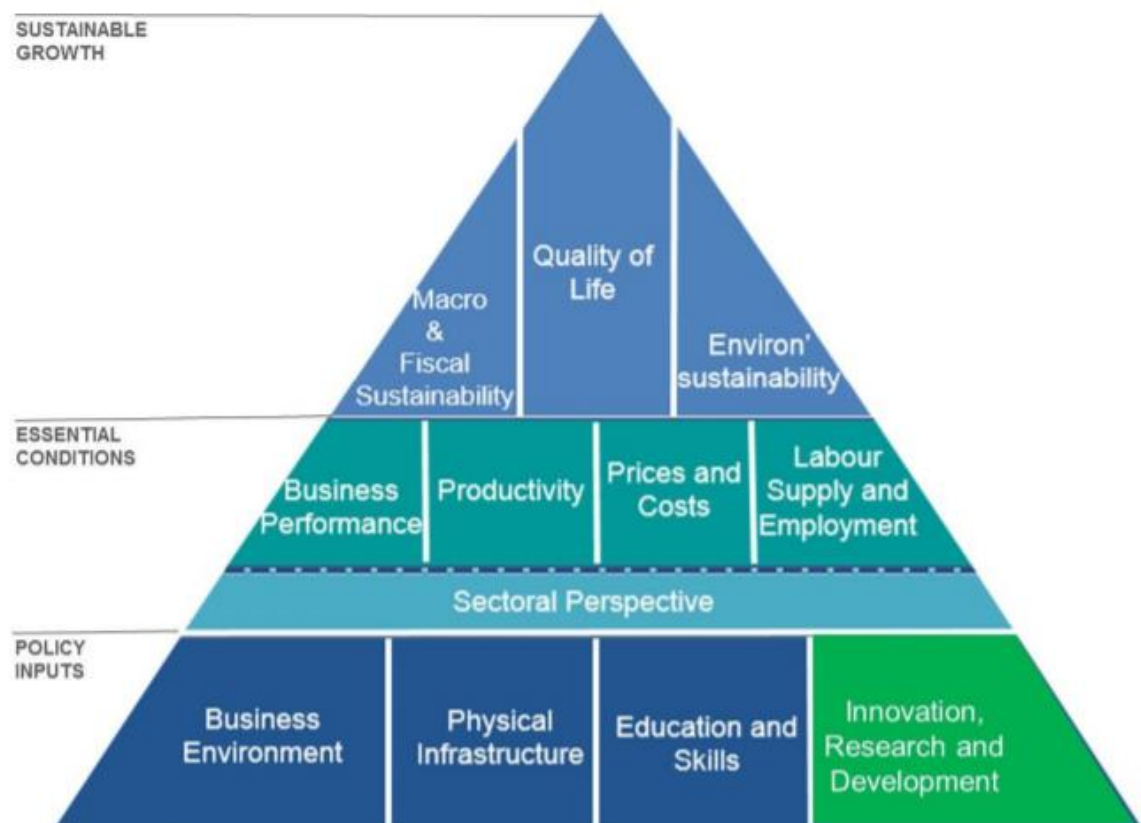 SUSTAINABLE
GROWTH
Quality of
Life
Macro
&
Fiscal
Sustainability
Environ'
sustainability
ESSENTIAL
CONDITIONS
Business
Performance
Productivity
Prices and
Costs
Labour
Supply and
Employment
Sectoral Perspective
POLICY
INPUTS
Business
Environment
Physical
Infrastructure
Education and
Skills
Innovation,
Research and
Development